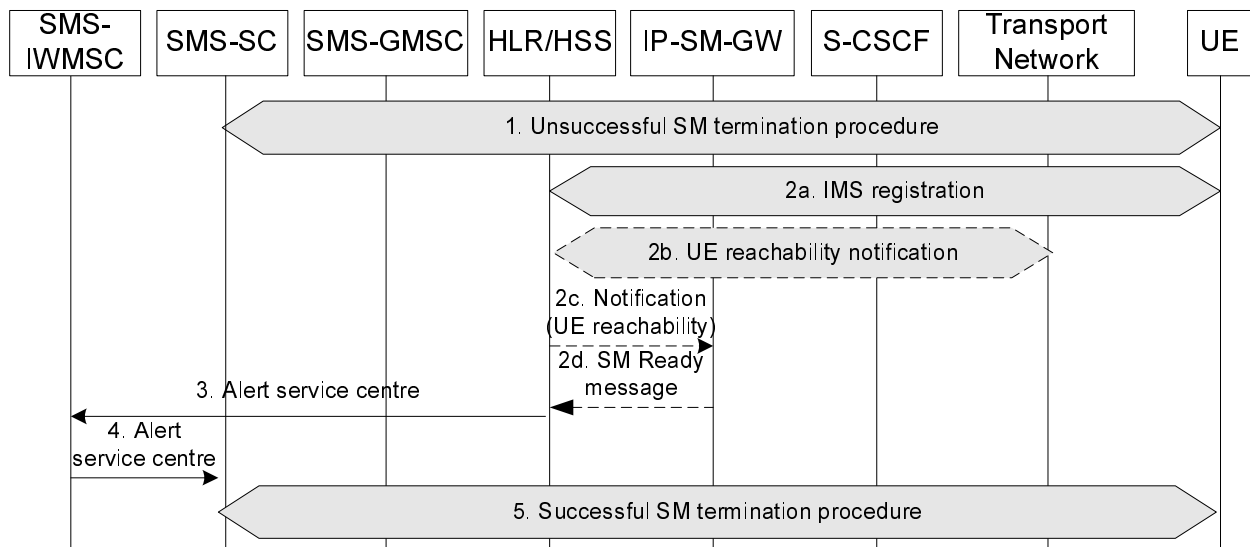 SMS-
IWMSC
SMS-SC
SMS-GMSC
HLR/HSS
IP-SM-GW
S-CSCF
Transport
Network
UE
1. Unsuccessful SM termination procedure
2a. IMS registration
2b. UE reachability notification
2c. Notification
(UE reachability)
2d. SM Ready
message
3. Alert service centre
4. Alert
service centre
5. Successful SM termination procedure